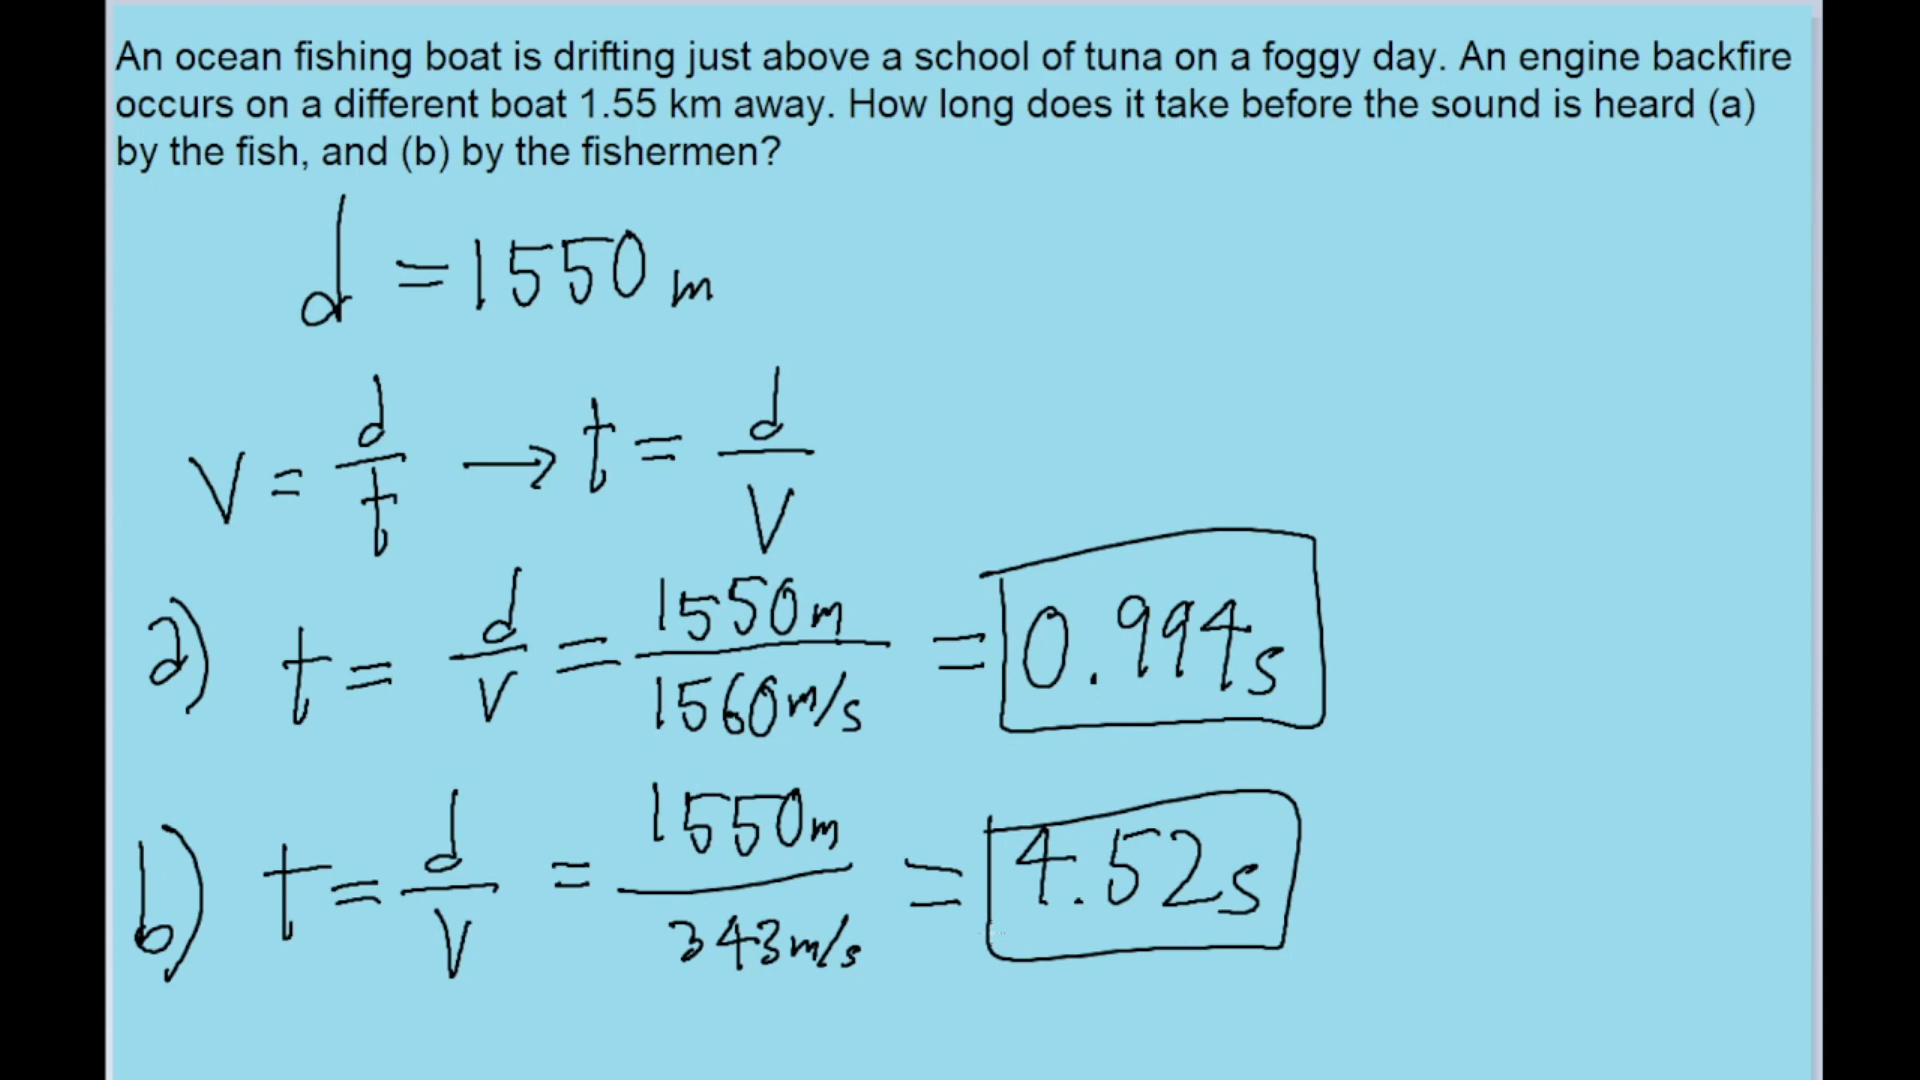 An ocean fishing boat is drifting just above a school of tuna on a foggy day. An engine backfire
occurs on a different boat 1.55 km away. How long does it take before the sound is heard (a)
by the fish, and (b) by the fishermen?
d = 1550 m
v = d/t → t = d/v
a) t = d/v = 1550m/1560m/s = 0.994s
b) t = d/v = 1550m/343m/s = 4.52s